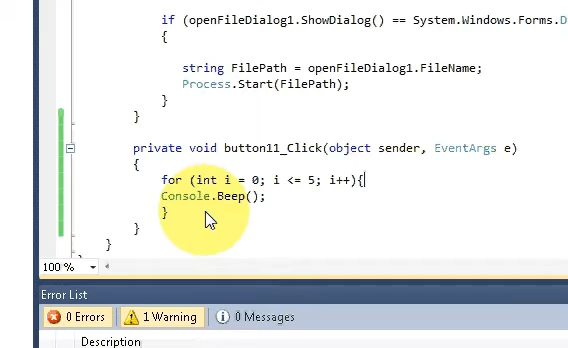 if (openFileDialog1.ShowDialog() == System.Windows.Forms.D
{
string FilePath = openFileDialog1.FileName;
Process.Start(FilePath);
}
}
private void button11_Click(object sender, EventArgs e)
{
for (int i = 0; i <= 5; i++){
Console.Beep();
}
}
}
100 %
Error List
0 Errors
1 Warning
0 Messages
Description